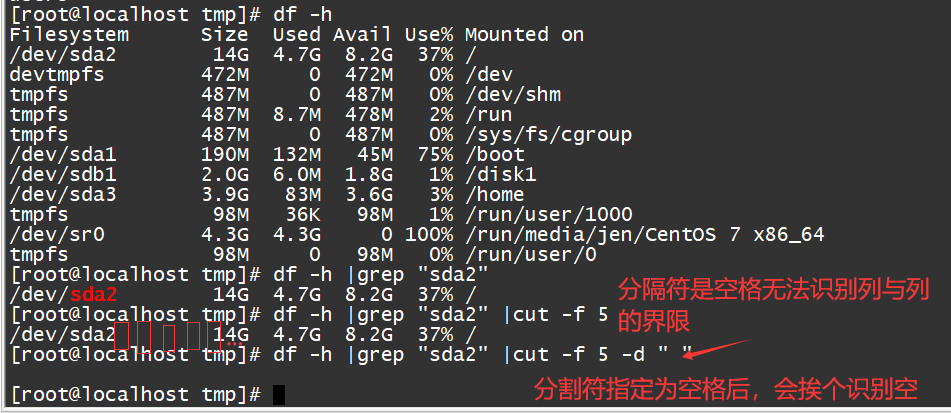 [root@localhost tmp]# df -h
Filesystem      Size  Used Avail Use% Mounted on
/dev/sda2        14G  4.7G  8.2G  37% /
devtmpfs        472M     0  472M   0% /dev
tmpfs           487M     0  487M   0% /dev/shm
tmpfs           487M  8.7M  478M   2% /run
tmpfs           487M     0  487M   0% /sys/fs/cgroup
/dev/sda1       190M  132M   45M  75% /boot
/dev/sdb1       2.0G  6.0M  1.8G   1% /disk1
/dev/sda3       3.9G   83M  3.6G   3% /home
tmpfs            98M   36K   98M   1% /run/user/1000
/dev/sr0        4.3G  4.3G     0 100% /run/media/jen/CentOS 7 x86_64
tmpfs            98M     0   98M   0% /run/user/0
[root@localhost tmp]# df -h |grep "sda2"
/dev/sda2        14G  4.7G  8.2G  37% /
分隔符是空格无法识别列与列
的界限
[root@localhost tmp]# df -h |grep "sda2" |cut -f 5
/dev/sda2        14G  4.7G  8.2G  37% /
...
[root@localhost tmp]# df -h |grep "sda2" |cut -f 5 -d " "
分割符指定为空格后，会挨个识别空
[root@localhost tmp]#